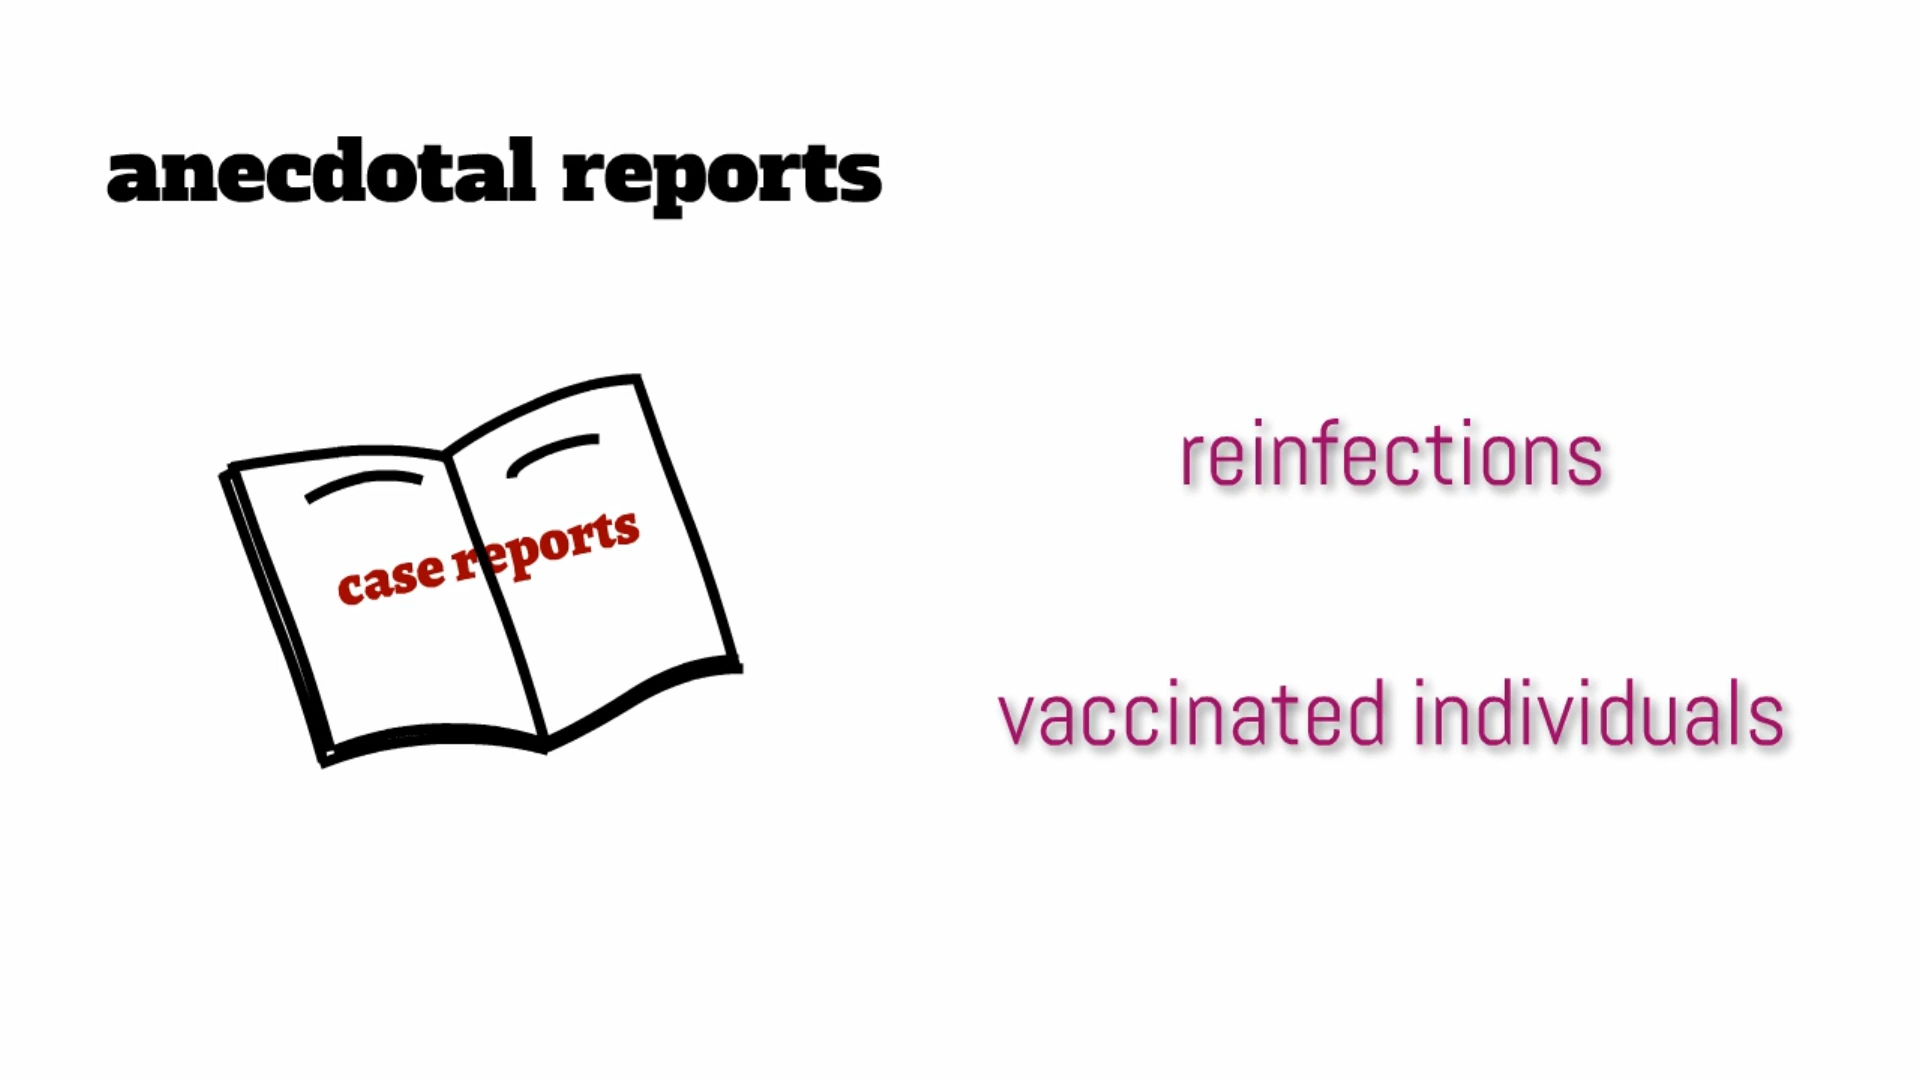 anecdotal reports
case reports
reinfections
vaccinated individuals